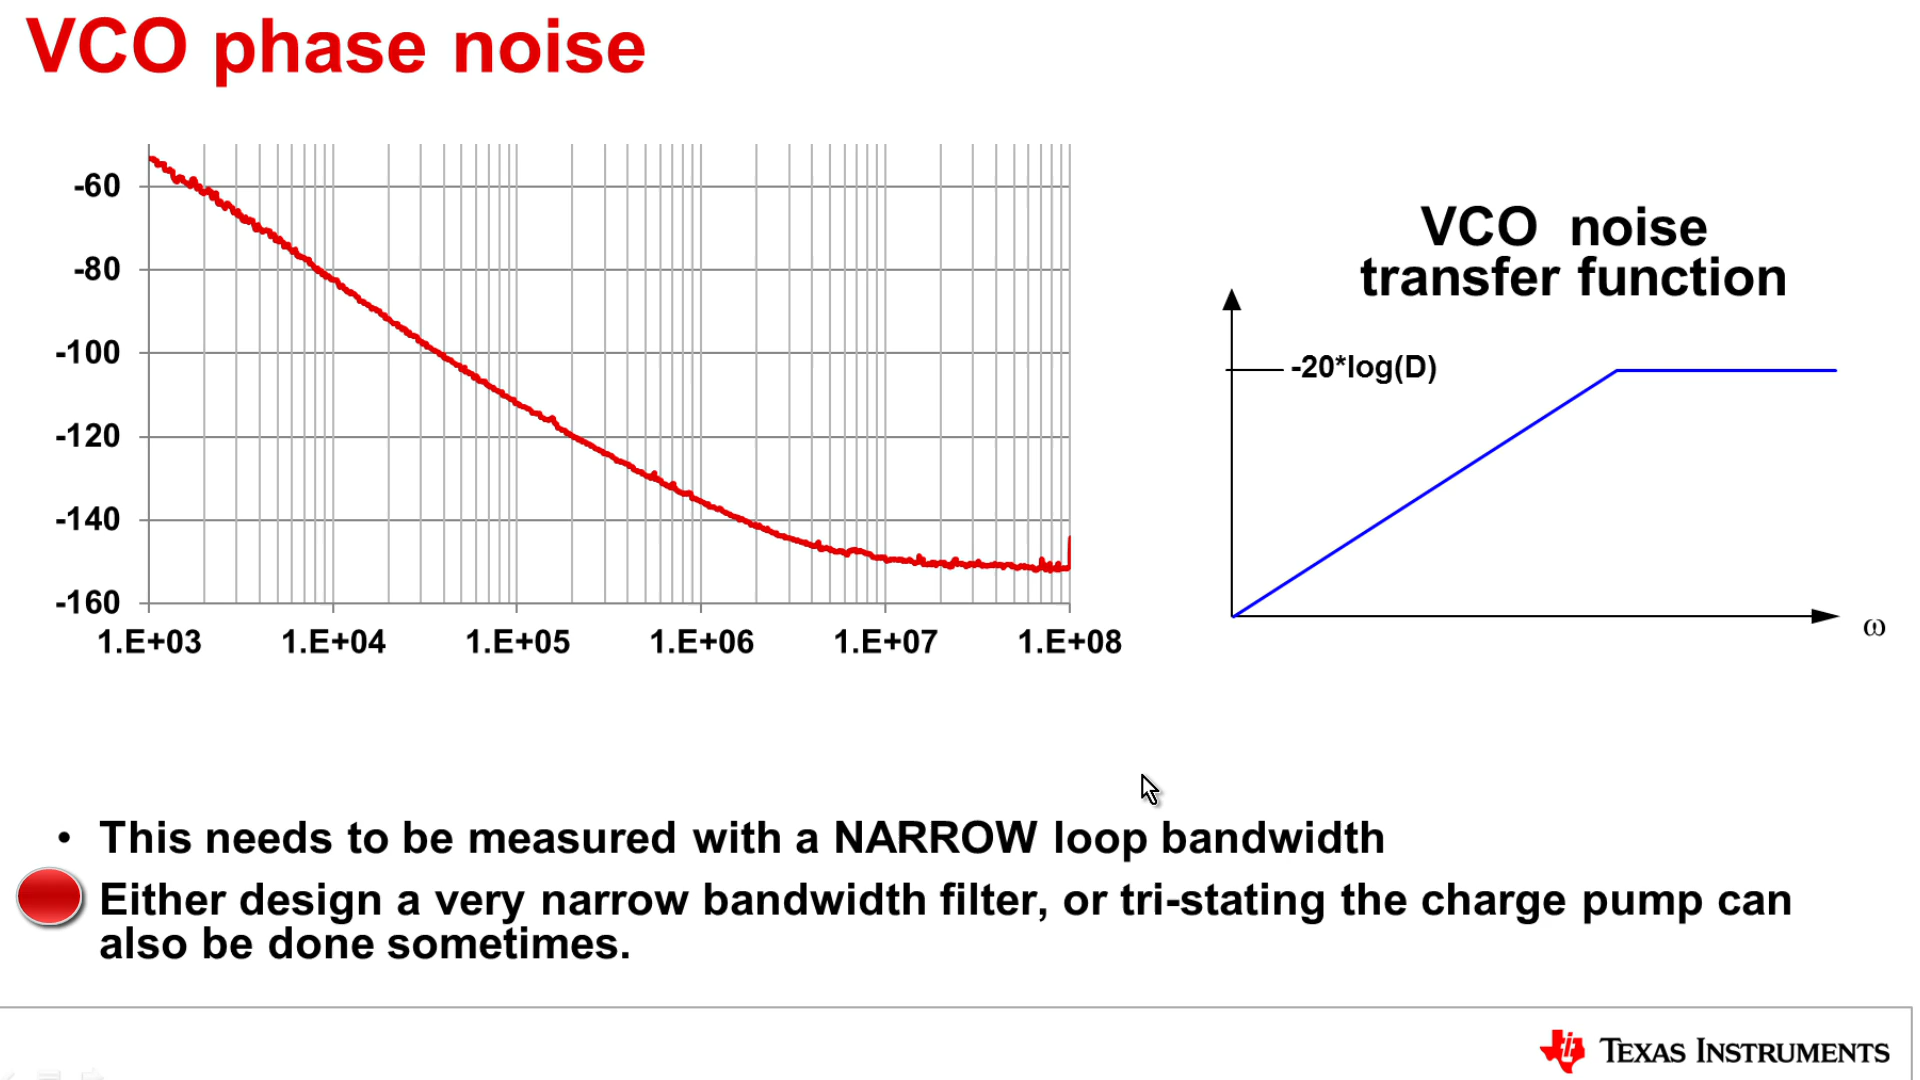 VCO phase noise
-60
-80
-100
-120
-140
-160
1.E+03 1.E+04 1.E+05 1.E+06 1.E+07 1.E+08
VCO noise
transfer function
-20*log(D)
ω
• This needs to be measured with a NARROW loop bandwidth
Either design a very narrow bandwidth filter, or tri-stating the charge pump can
also be done sometimes.
TEXAS INSTRUMENTS